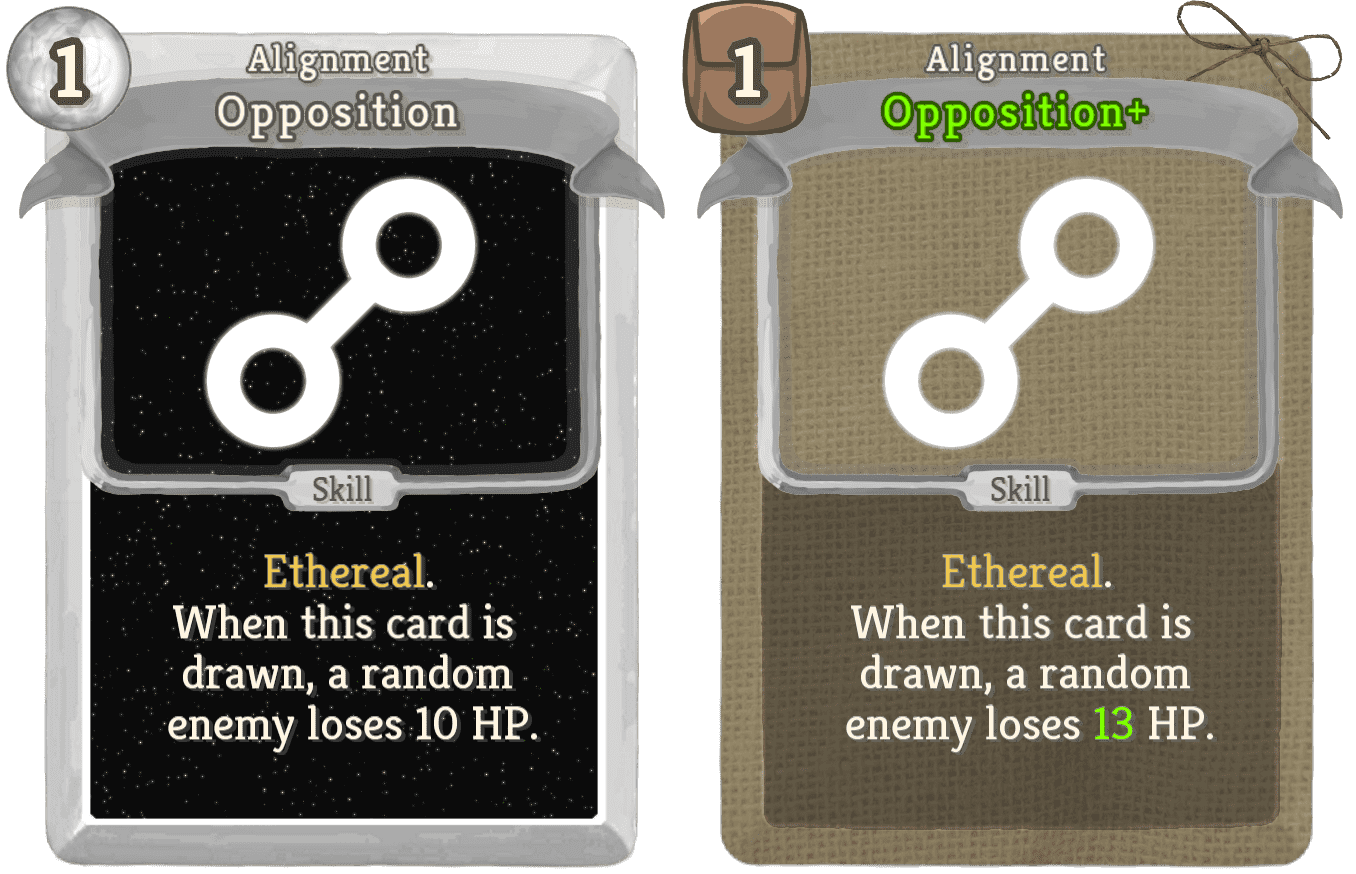 1
Alignment
Opposition
Skill
Ethereal.
When this card is
drawn, a random
enemy loses 10 HP.
1
Alignment
Opposition+
Skill
Ethereal.
When this card is
drawn, a random
enemy loses 13 HP.